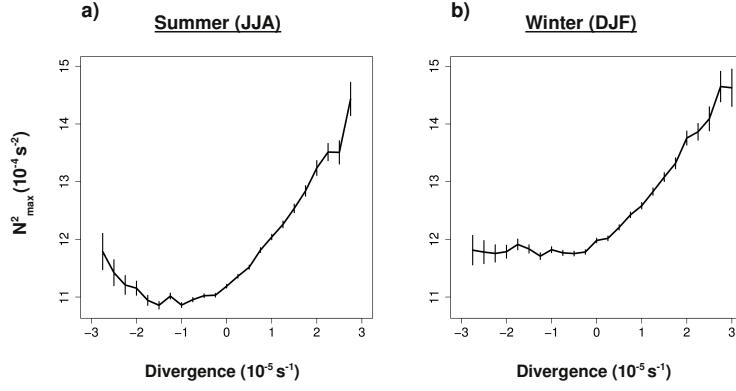 a)
Summer (JJA)
b)
Winter (DJF)
N²max (10⁻⁴ s⁻²)
15
14
13
12
11
−3 −2 −1 0 1 2 3
Divergence (10⁻⁵ s⁻¹)
15
14
13
12
11
−3 −2 −1 0 1 2 3
Divergence (10⁻⁵ s⁻¹)